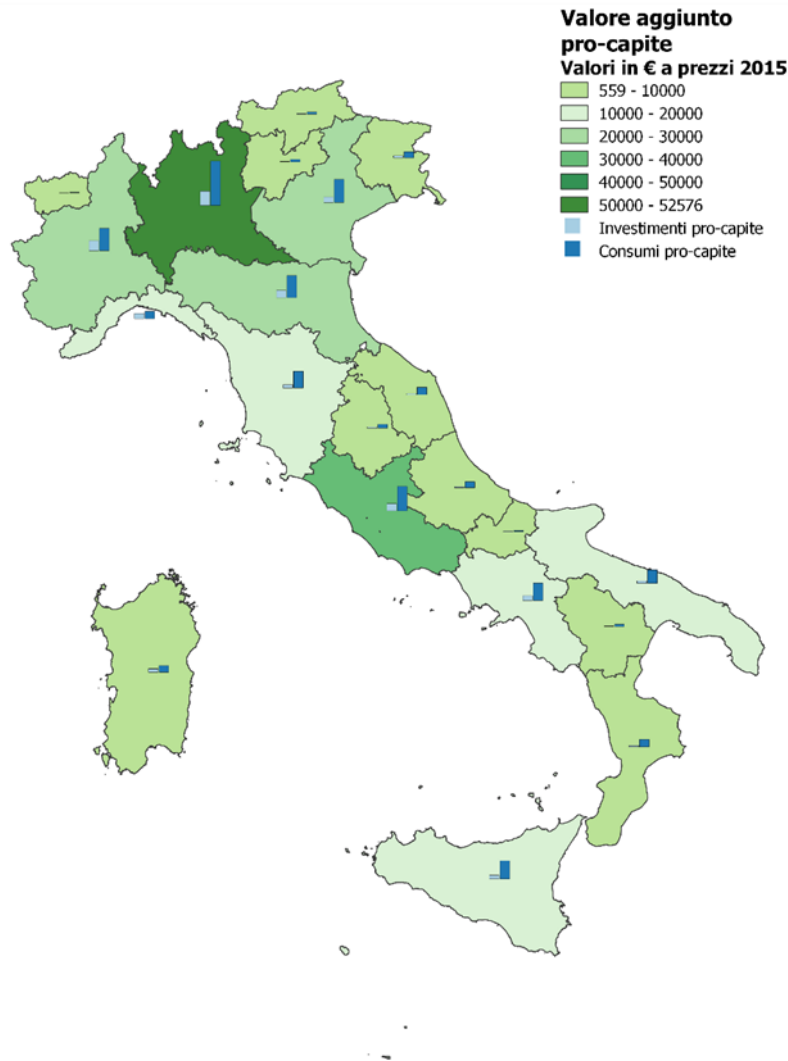 Valore aggiunto
pro-capite
Valori in € a prezzi 2015
559 - 10000
10000 - 20000
20000 - 30000
30000 - 40000
40000 - 50000
50000 - 52576
Investimenti pro-capite
Consumi pro-capite